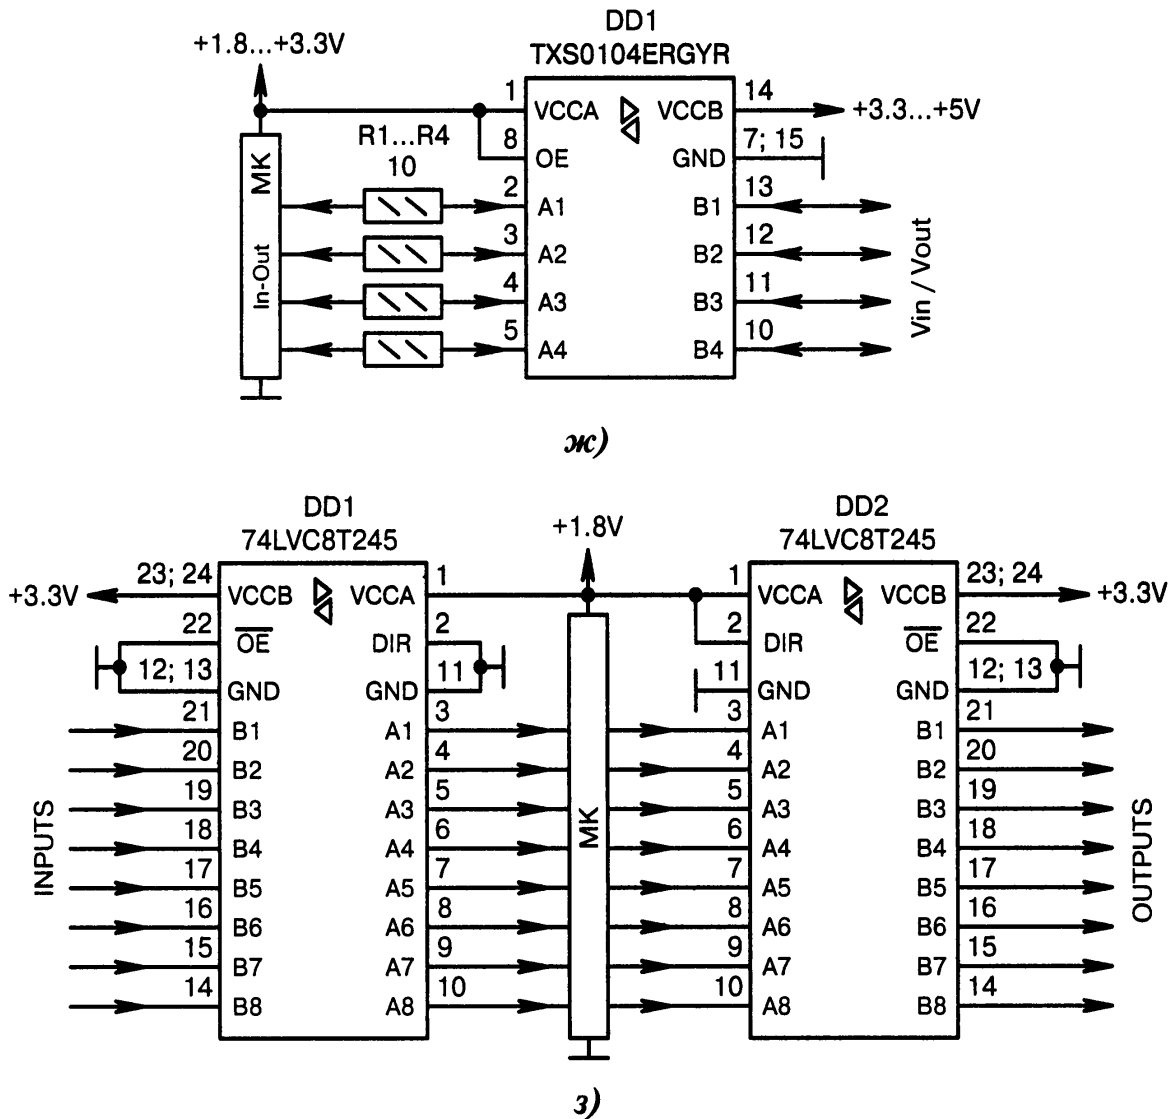 DD1
TXS0104ERGYR
+1.8...+3.3V
1 VCCA VCCB 14 +3.3...+5V
R1...R4
10
8 OE GND 7; 15
MK
In-Out
2 A1 B1 13
3 A2 B2 12
4 A3 B3 11
5 A4 B4 10
Vin / Vout
ж)
DD1
74LVC8T245
+1.8V
DD2
74LVC8T245
+3.3V 23; 24 VCCB VCCA 1
22 OE DIR 2
12; 13 GND GND 11
21 B1 A1 3
20 B2 A2 4
19 B3 A3 5
18 B4 A4 6
17 B5 A5 7
16 B6 A6 8
15 B7 A7 9
14 B8 A8 10
INPUTS
MK
1 VCCA VCCB 23; 24 +3.3V
2 DIR OE 22
11 GND GND 12; 13
3 A1 B1 21
4 A2 B2 20
5 A3 B3 19
6 A4 B4 18
7 A5 B5 17
8 A6 B6 16
9 A7 B7 15
10 A8 B8 14
OUTPUTS
з)